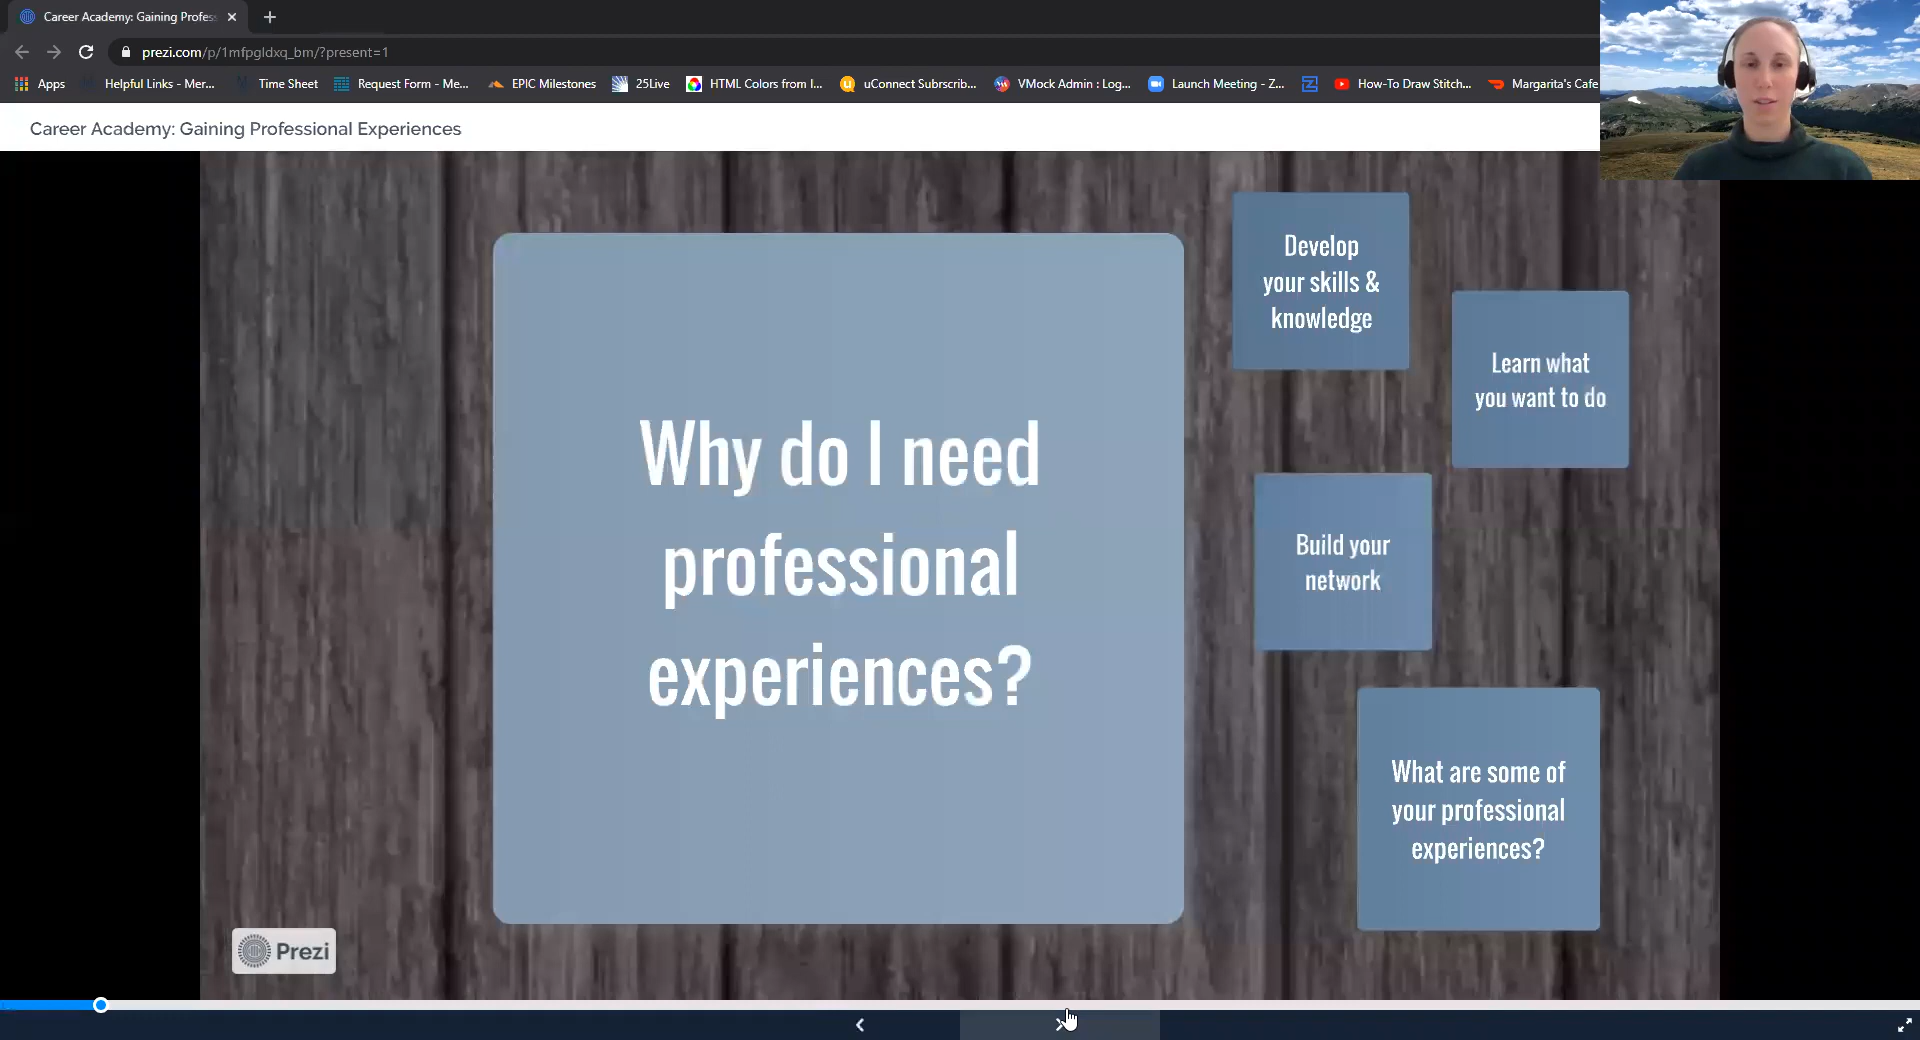 Career Academy: Gaining Profes
prezi.com/p/1mfpgldxq_bm/?present=1
Apps
Helpful Links - Mer...
Time Sheet
Request Form - Me...
EPIC Milestones
25Live
HTML Colors from I...
uConnect Subrscrib...
VMock Admin : Log...
Launch Meeting - Z...
How-To Draw Stitch...
Margarita's Cafe
Career Academy: Gaining Professional Experiences
Why do I need
professional
experiences?
Develop
your skills &
knowledge
Learn what
you want to do
Build your
network
What are some of
your professional
experiences?
Prezi